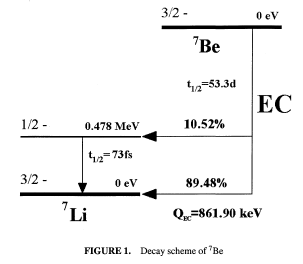 3/2 - 0 eV
⁷Be
t₁/₂=53.3d
EC
1/2 - 0.478 MeV 10.52%
t₁/₂=73fs
3/2 - 0 eV 89.48%
⁷Li Q_EC=861.90 keV
FIGURE 1. Decay scheme of ⁷Be